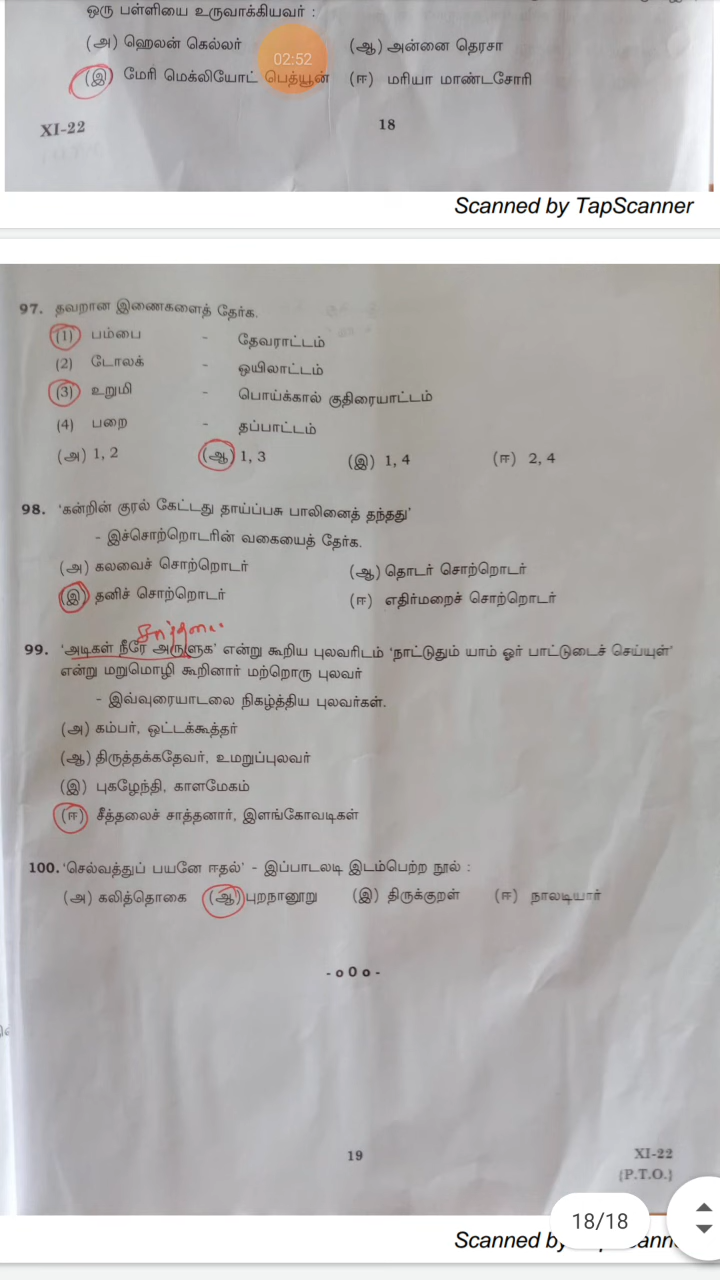 ஒரு பள்ளியை உருவாக்கியவர் :
(அ) ஹெலன் கெல்லர் (ஆ) அன்னை தெரசா
02:52
(இ) மேரி மெக்லியோட் பெத்யூன் (ஈ) மரியா மாண்டசோரி
XI-22 18
Scanned by TapScanner
97. தவறான இணைகளைத் தேர்க.
(1) பம்பை - தேவராட்டம்
(2) டோலக் - ஒயிலாட்டம்
(3) உறுமி - பொய்க்கால் குதிரையாட்டம்
(4) பறை - தப்பாட்டம்
(அ) 1, 2 (ஆ) 1, 3 (இ) 1, 4 (ஈ) 2, 4
98. 'கன்றின் குரல் கேட்டது தாய்ப்பசு பாலினைத் தந்தது'
- இச்சொற்றொடரின் வகையைத் தேர்க.
(அ) கலவைச் சொற்றொடர் (ஆ) தொடர் சொற்றொடர்
(இ) தனிச் சொற்றொடர் (ஈ) எதிர்மறைச் சொற்றொடர்
99. 'அடிகள் நீரே அருளுக' என்று கூறிய புலவரிடம் 'நாட்டுதும் யாம் ஓர் பாட்டுடைச் செய்யுள்'
என்று மறுமொழி கூறினார் மற்றொரு புலவர்
- இவ்வுரையாடலை நிகழ்த்திய புலவர்கள்.
(அ) கம்பர், ஒட்டக்கூத்தர்
(ஆ) திருத்தக்கதேவர், உமறுப்புலவர்
(இ) புகழேந்தி, காளமேகம்
(ஈ) சீத்தலைச் சாத்தனார், இளங்கோவடிகள்
100. 'செல்வத்துப் பயனே ஈதல்' - இப்பாடலடி இடம்பெற்ற நூல் :
(அ) கலித்தொகை (ஆ) புறநானூறு (இ) திருக்குறள் (ஈ) நாலடியார்
- o 0 o -
19 XI-22
(P.T.O.)
18/18
Scanned by